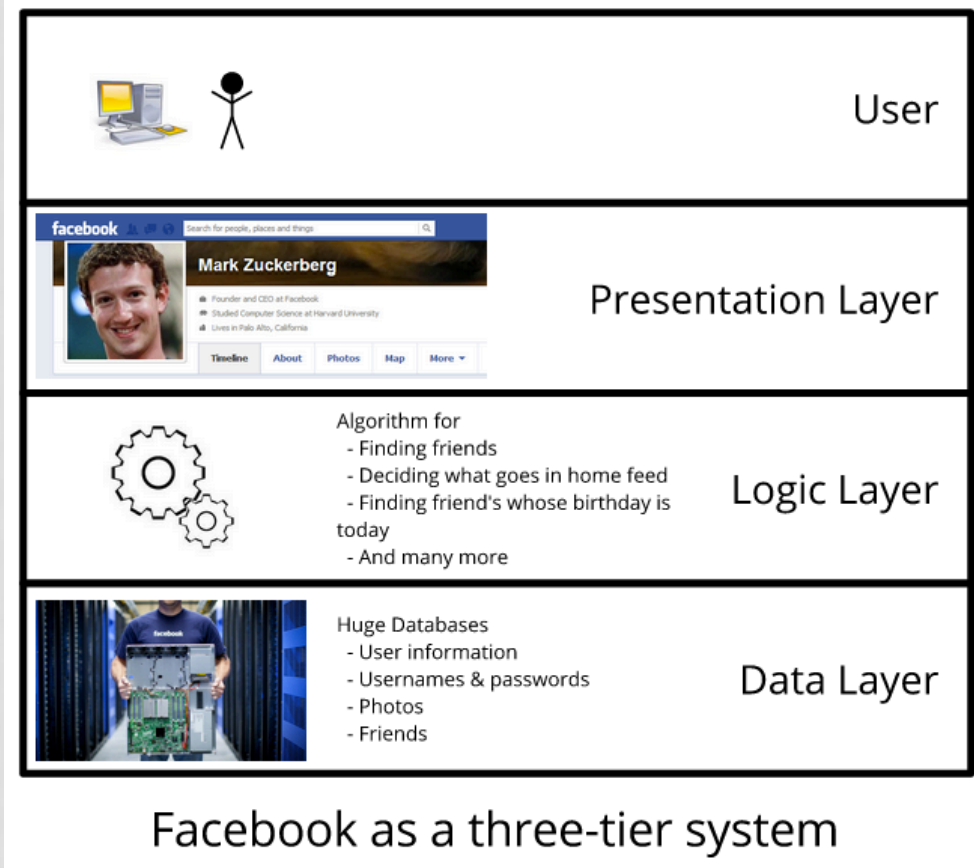 User
facebook
Search for people, places and things
Mark Zuckerberg
Founder and CEO at Facebook
Studied Computer Science at Harvard University
Lives in Palo Alto, California
Timeline About Photos Map More
Presentation Layer
Algorithm for
- Finding friends
- Deciding what goes in home feed
- Finding friend's whose birthday is
today
- And many more
Logic Layer
facebook
Huge Databases
- User information
- Usernames & passwords
- Photos
- Friends
Data Layer
Facebook as a three-tier system